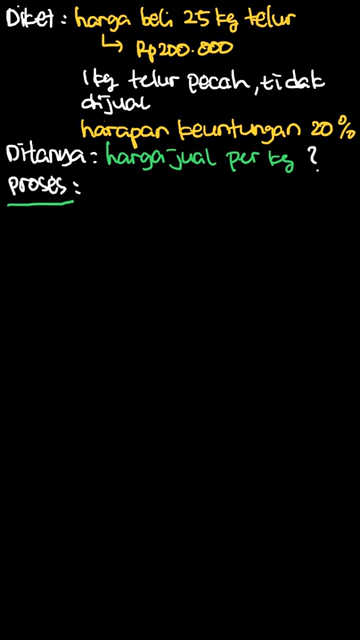 Diket : harga beli 25 kg telur
↳ Rp200.000
1 kg telur pecah, tidak
dijual
harapan keuntungan 20%
Ditanya : harga jual per kg ?
Proses :